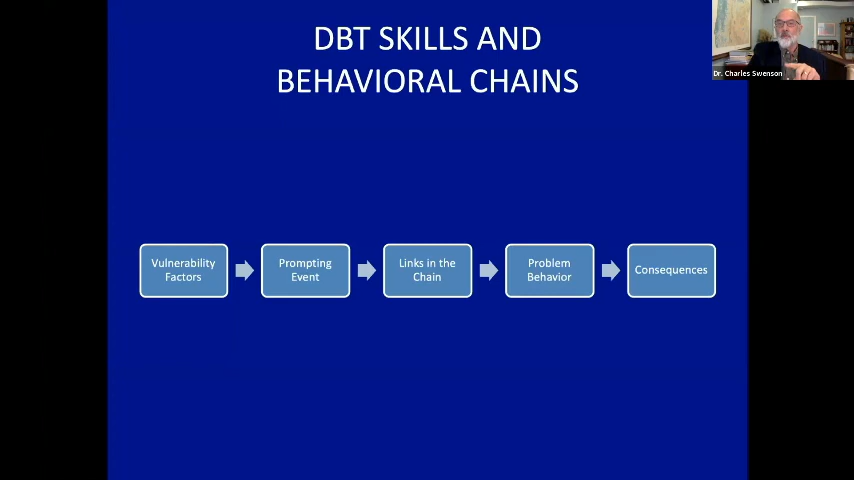 DBT SKILLS AND
BEHAVIORAL CHAINS
Dr. Charles Swenson
Vulnerability
Factors
Prompting
Event
Links in the
Chain
Problem
Behavior
Consequences